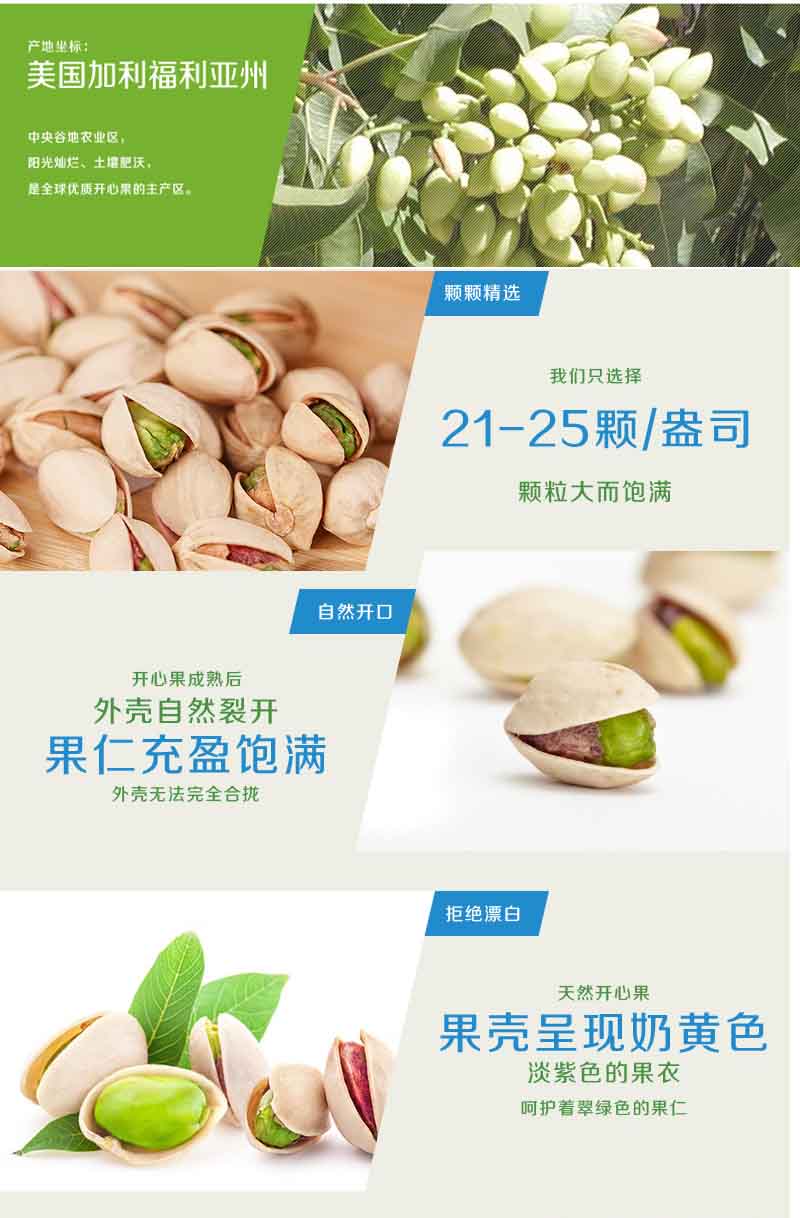 产地坐标：
美国加利福利亚州
中央谷地农业区，
阳光灿烂、土壤肥沃，
是全球优质开心果的主产区。
颗颗精选
我们只选择
21-25颗/盎司
颗粒大而饱满
自然开口
开心果成熟后
外壳自然裂开
果仁充盈饱满
外壳无法完全合拢
拒绝漂白
天然开心果
果壳呈现奶黄色
淡紫色的果衣
呵护着翠绿色的果仁